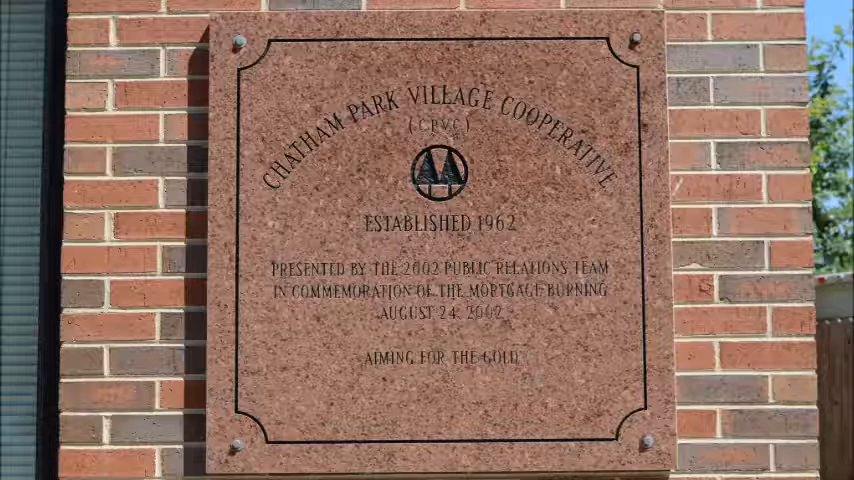 CHATHAM PARK VILLAGE COOPERATIVE
(CPVC)
ESTABLISHED 1962
PRESENTED BY THE 2002 PUBLIC RELATIONS TEAM
IN COMMEMORATION OF THE MORTGAGE BURNING
AUGUST 24, 2002
AIMING FOR THE GOLD